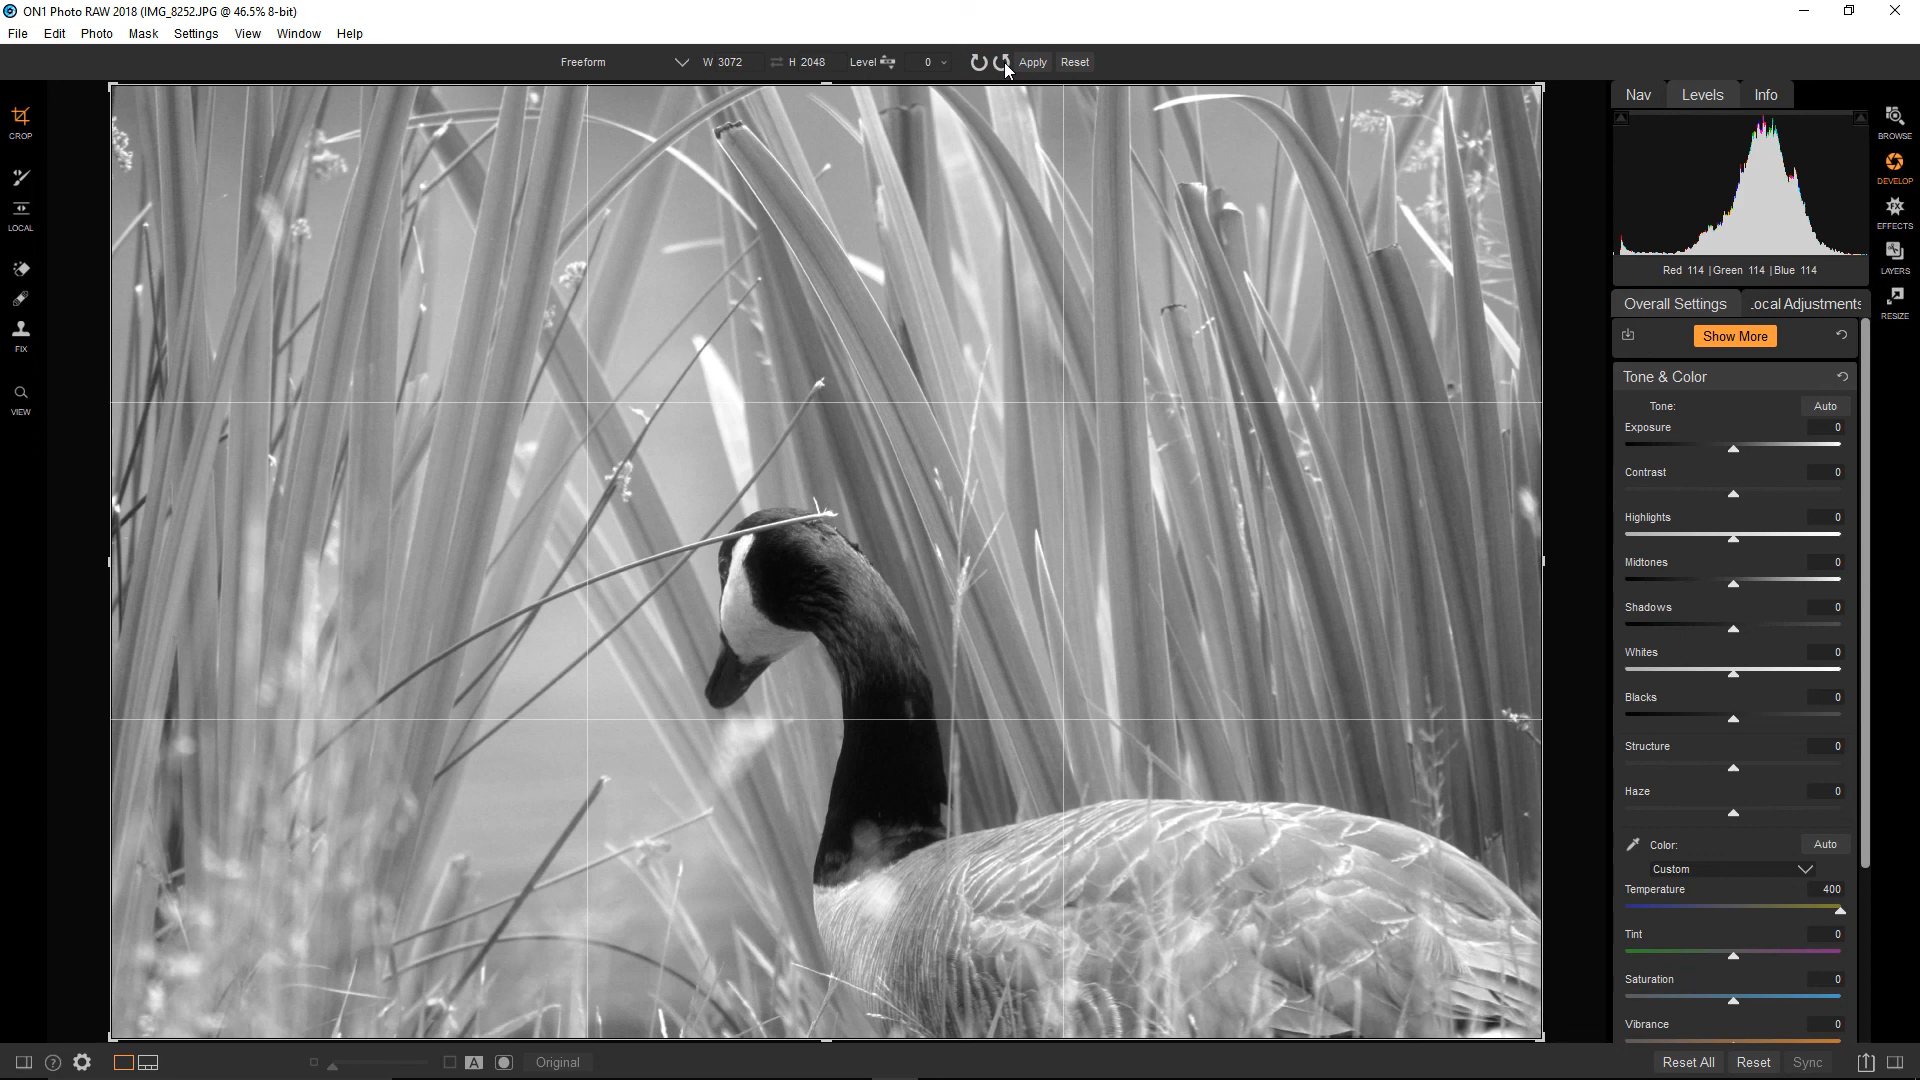 ON1 Photo RAW 2018 (IMG_8252.JPG @ 46.5% 8-bit)
File Edit Photo Mask Settings View Window Help
Freeform W 3072 H 2048 Level 0 Apply Reset
Nav Levels Info
CROP
BROWSE
DEVELOP
LOCAL
FX
EFFECTS
LAYERS
Red 114 |Green 114 |Blue 114
Overall Settings ocal Adjustments
RESIZE
Show More
FIX
Tone & Color
VIEW
Tone: Auto
Exposure 0
Contrast 0
Highlights 0
Midtones 0
Shadows 0
Whites 0
Blacks 0
Structure 0
Haze 0
Color: Auto
Custom
Temperature 400
Tint 0
Saturation 0
Vibrance 0
? A Original Reset All Reset Sync